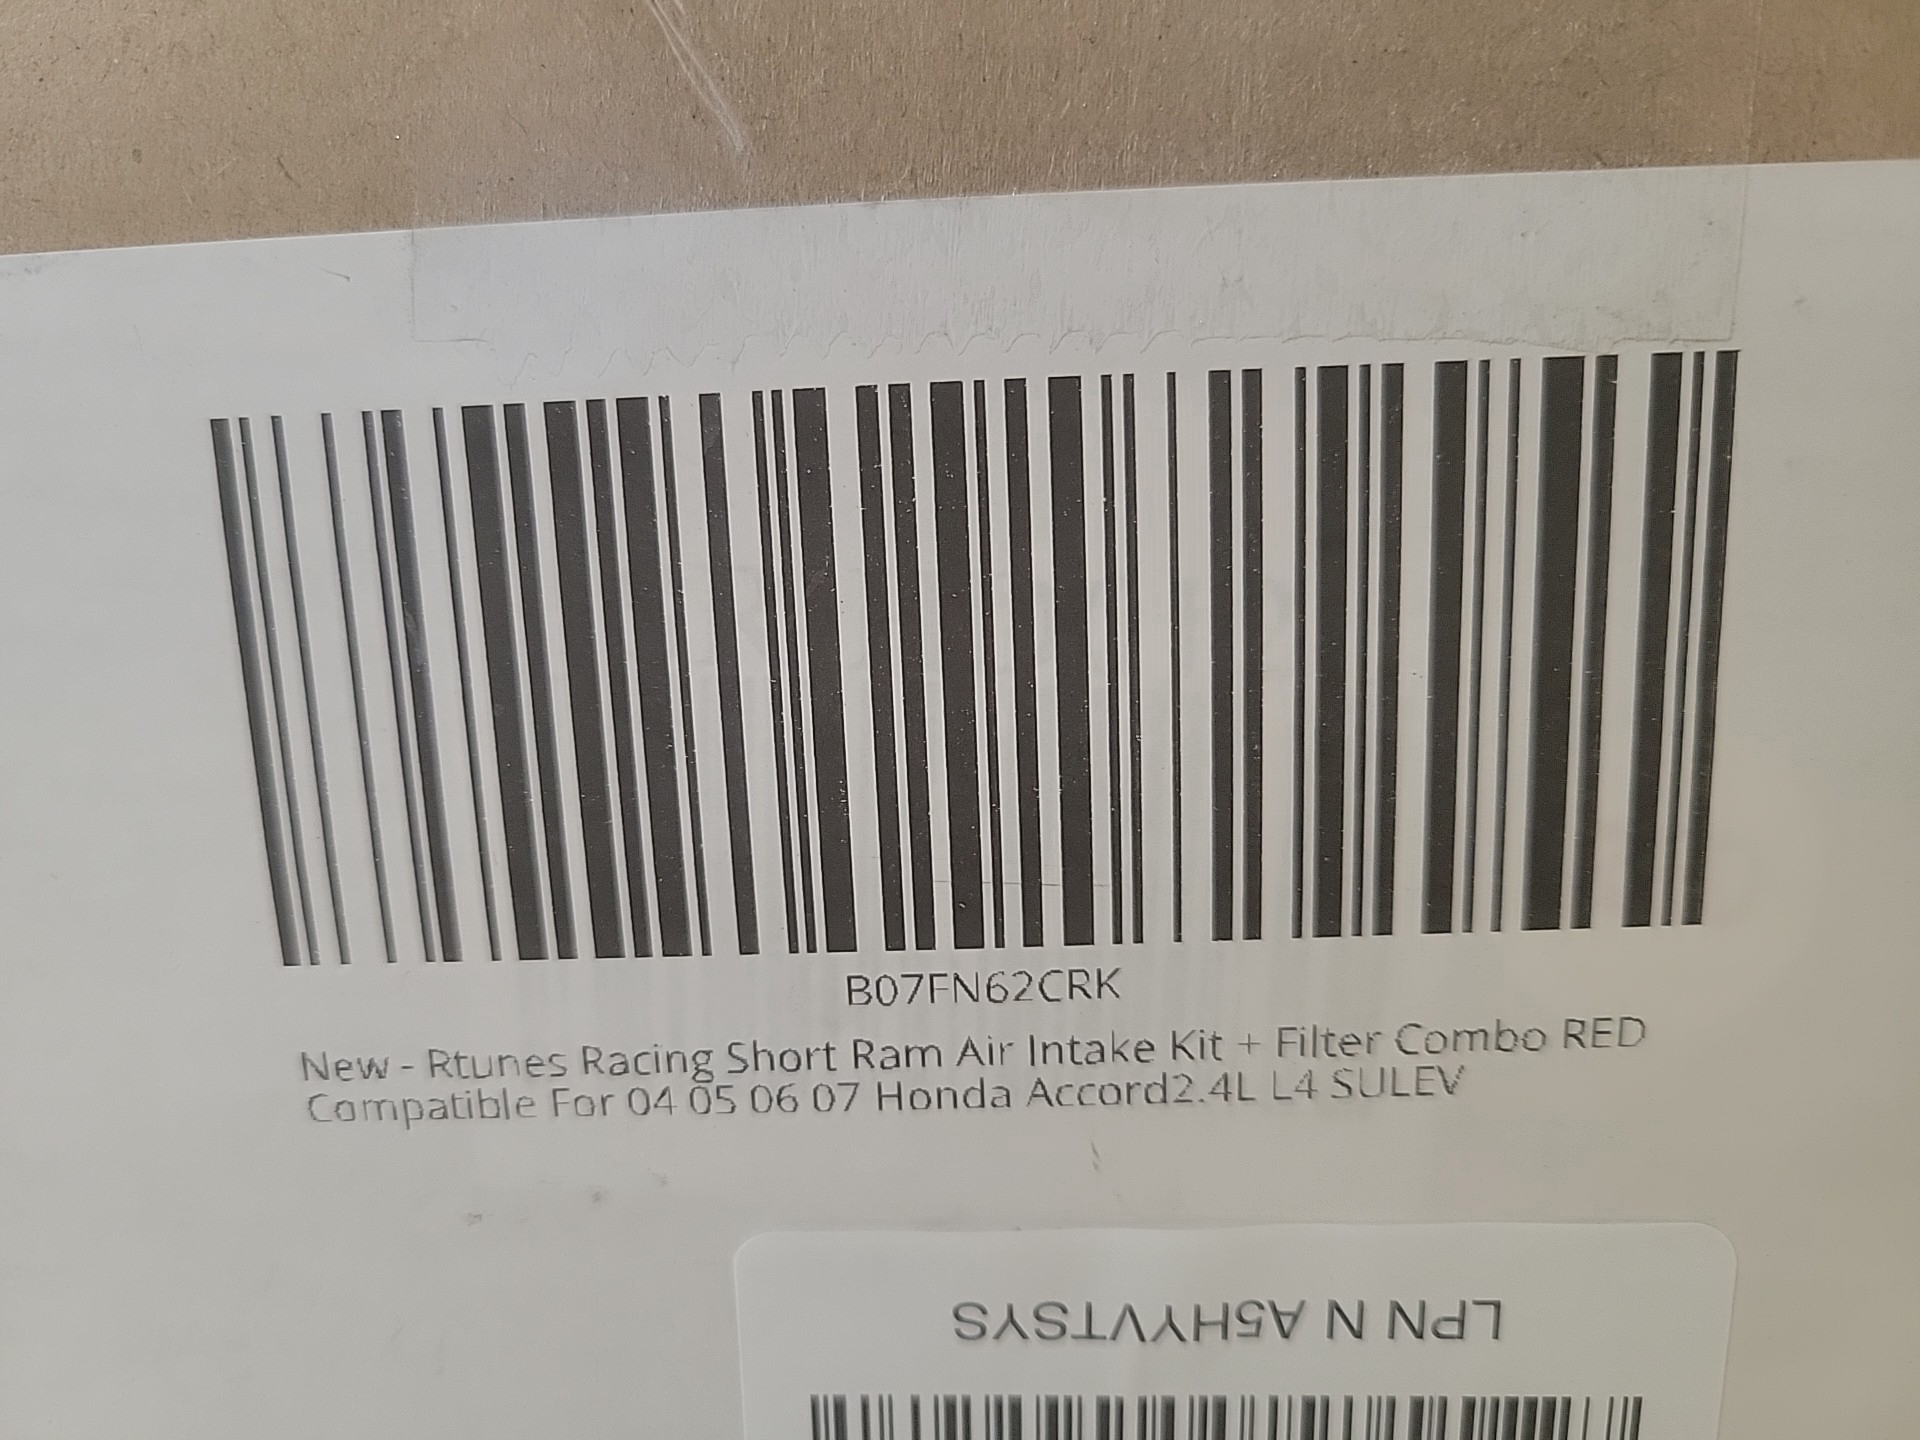 B07FN62CRK
New - Rtunes Racing Short Ram Air Intake Kit + Filter Combo RED
Compatible For 04 05 06 07 Honda Accord2.4L L4 SULEV
LPN N A5HYVTSYS